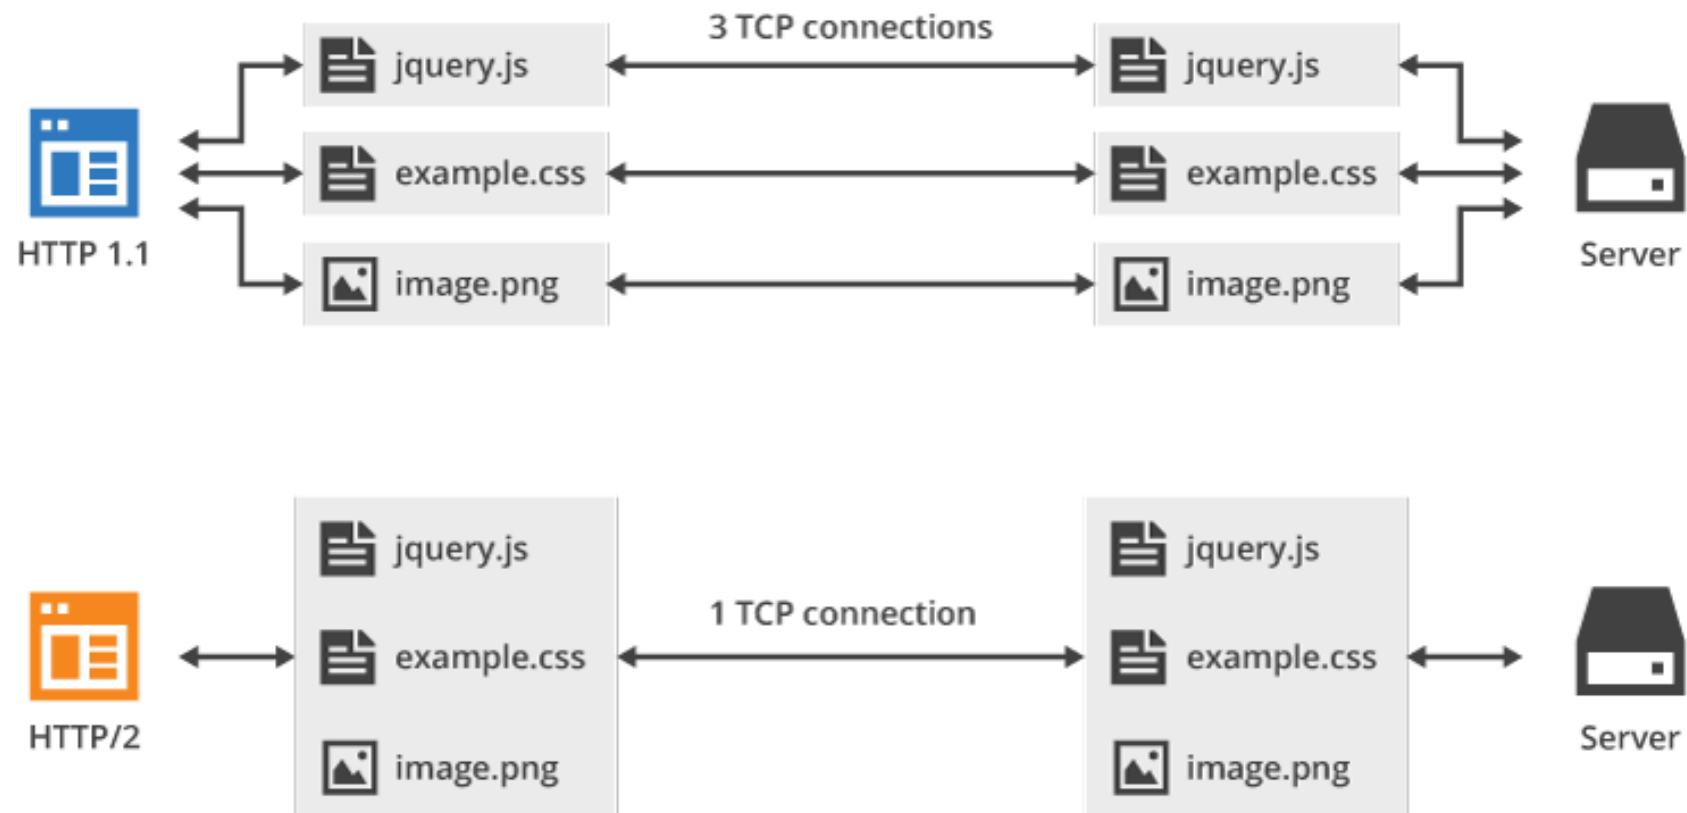 3 TCP connections
jquery.js
jquery.js
example.css
example.css
HTTP 1.1
Server
image.png
image.png
jquery.js
jquery.js
1 TCP connection
example.css
example.css
HTTP/2
Server
image.png
image.png